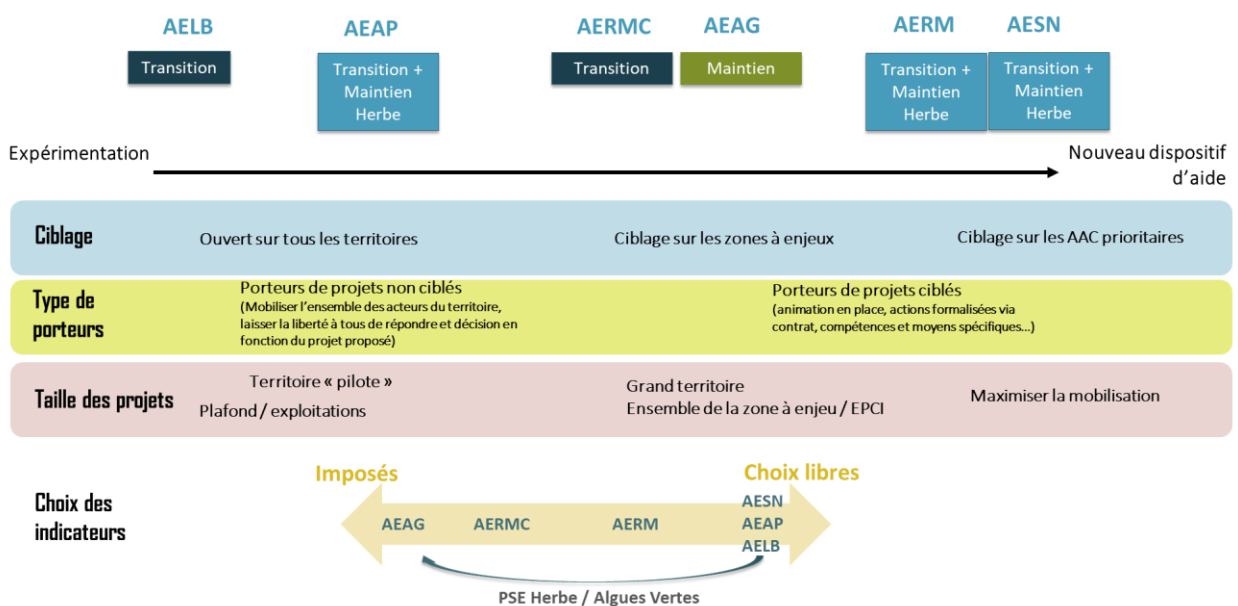 AELB
AEAP
AERMC
AEAG
AERM
AESN
Transition
Transition +
Maintien
Herbe
Transition
Maintien
Transition +
Maintien
Herbe
Transition +
Maintien
Herbe
Expérimentation
Nouveau dispositif
d'aide
Ciblage
Ouvert sur tous les territoires
Ciblage sur les zones à enjeux
Ciblage sur les AAC prioritaires
Type de
porteurs
Porteurs de projets non ciblés
(Mobiliser l'ensemble des acteurs du territoire,
laisser la liberté à tous de répondre et décision en
fonction du projet proposé)
Porteurs de projets ciblés
(animation en place, actions formalisées via
contrat, compétences et moyens spécifiques...)
Taille des projets
Territoire « pilote »
Plafond / exploitations
Grand territoire
Ensemble de la zone à enjeu / EPCI
Maximiser la mobilisation
Choix des
indicateurs
Imposés
Choix libres
AEAG
AERMC
AERM
AESN
AEAP
AELB
PSE Herbe / Algues Vertes